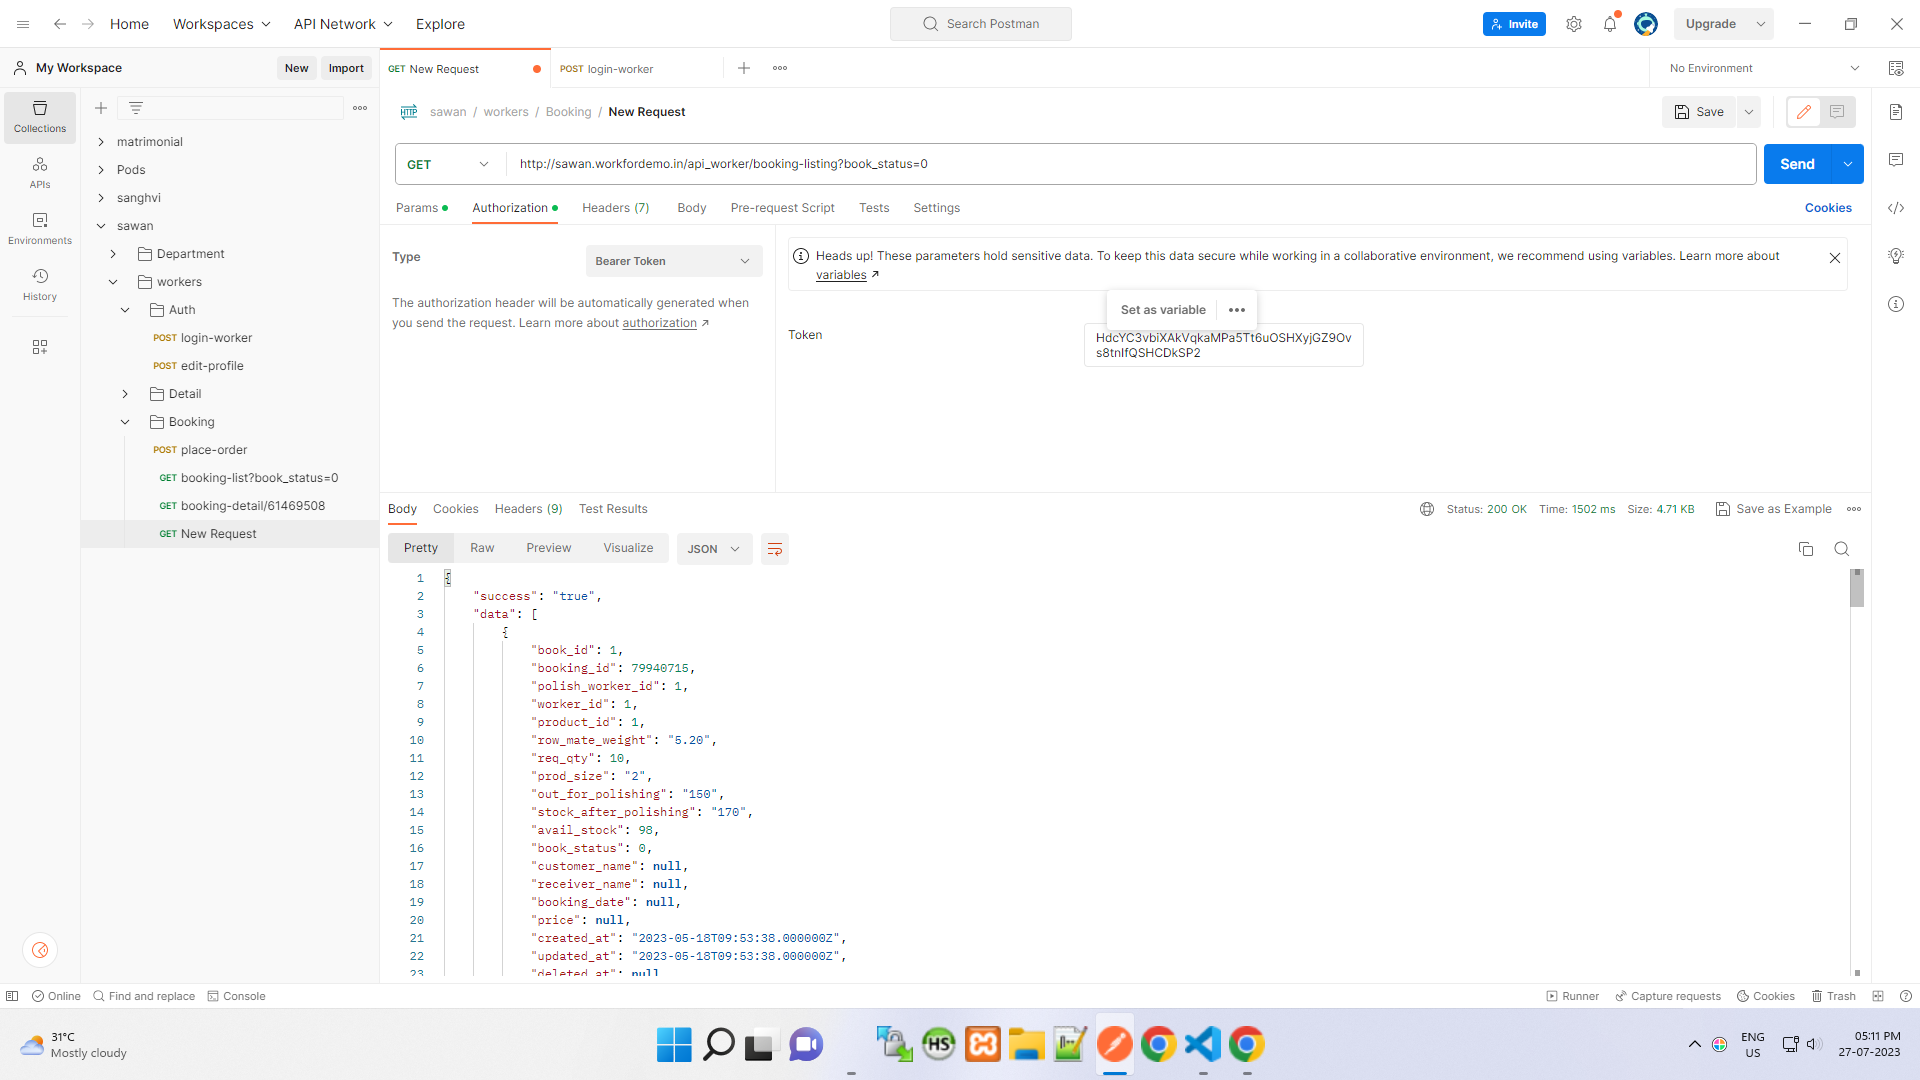 Home
Workspaces
API Network
Explore
Search Postman
Invite
Upgrade
My Workspace
New
Import
GET New Request
POST login-worker
No Environment
Collections
APIs
Environments
History
matrimonial
Pods
sanghvi
sawan
Department
workers
Auth
POST login-worker
POST edit-profile
Detail
Booking
POST place-order
GET booking-list?book_status=0
GET booking-detail/61469508
GET New Request
HTTP sawan / workers / Booking / New Request
Save
GET http://sawan.workfordemo.in/api_worker/booking-listing?book_status=0
Send
Params
Authorization
Headers (7)
Body
Pre-request Script
Tests
Settings
Cookies
Type
Bearer Token
The authorization header will be automatically generated when
you send the request. Learn more about authorization ↗
Heads up! These parameters hold sensitive data. To keep this data secure while working in a collaborative environment, we recommend using variables. Learn more about
variables ↗
Set as variable
Token
HdcYC3vbiXAkVqkaMPa5Tt6uOSHXyjGZ9Ov
s8tnIfQSHCDkSP2
Body
Cookies
Headers (9)
Test Results
Status: 200 OK
Time: 1502 ms
Size: 4.71 KB
Save as Example
Pretty
Raw
Preview
Visualize
JSON
1 {
2 "success": "true",
3 "data": [
4 {
5 "book_id": 1,
6 "booking_id": 79940715,
7 "polish_worker_id": 1,
8 "worker_id": 1,
9 "product_id": 1,
10 "row_mate_weight": "5.20",
11 "req_qty": 10,
12 "prod_size": "2",
13 "out_for_polishing": "150",
14 "stock_after_polishing": "170",
15 "avail_stock": 98,
16 "book_status": 0,
17 "customer_name": null,
18 "receiver_name": null,
19 "booking_date": null,
20 "price": null,
21 "created_at": "2023-05-18T09:53:38.000000Z",
22 "updated_at": "2023-05-18T09:53:38.000000Z",
23 "deleted_at": null
Online
Find and replace
Console
Runner
Capture requests
Cookies
Trash
31°C
Mostly cloudy
HS
ENG
US
05:11 PM
27-07-2023